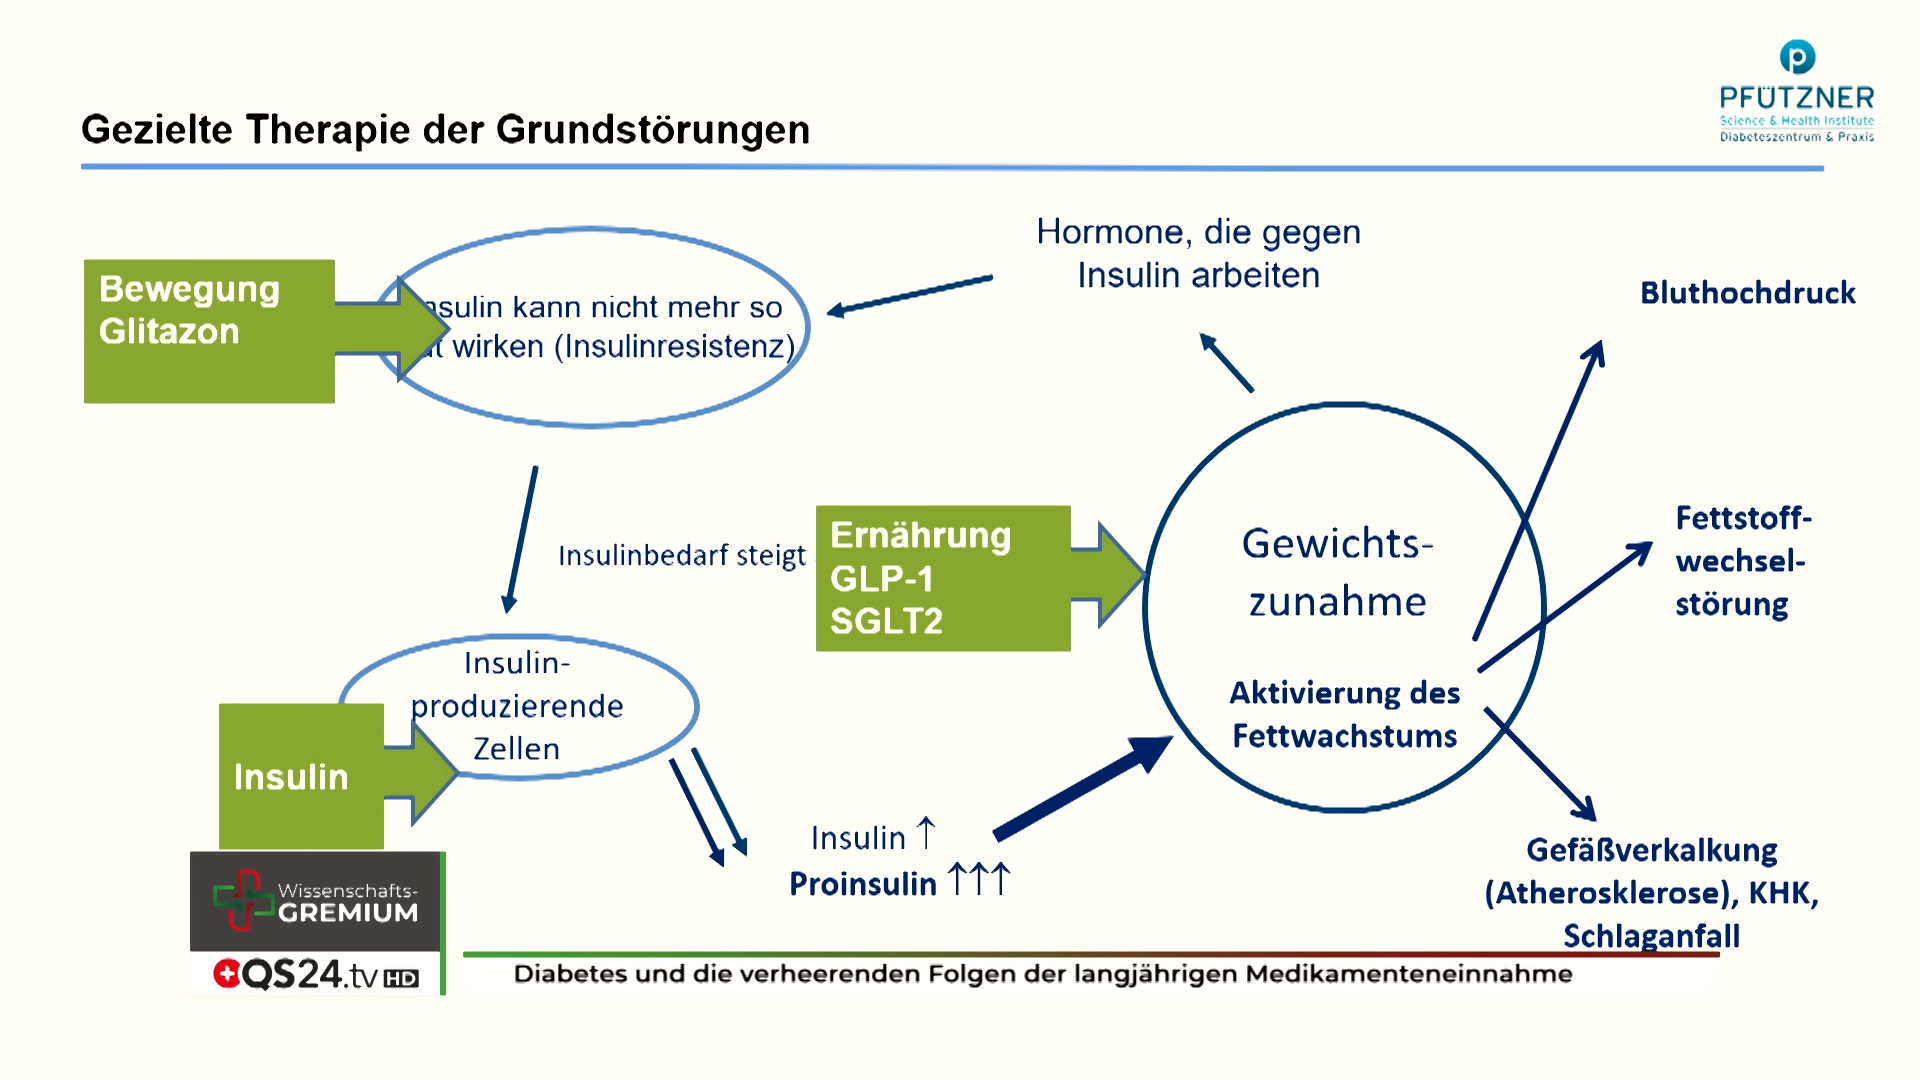 PFÜTZNER
Science & Health Institute
Diabeteszentrum & Praxis
Gezielte Therapie der Grundstörungen
Hormone, die gegen
Insulin arbeiten
Bewegung
Glitazon
nsulin kann nicht mehr so
t wirken (Insulinresistenz)
Bluthochdruck
Insulinbedarf steigt
Ernährung
GLP-1
SGLT2
Gewichts-
zunahme
Aktivierung des
Fettwachstums
Fettstoff-
wechsel-
störung
Insulin-
produzierende
Zellen
Insulin
Insulin ↑
Proinsulin ↑↑↑
Gefäßverkalkung
(Atherosklerose), KHK,
Schlaganfall
Wissenschafts-
GREMIUM
QS24.tv HD
Diabetes und die verheerenden Folgen der langjährigen Medikamenteneinnahme